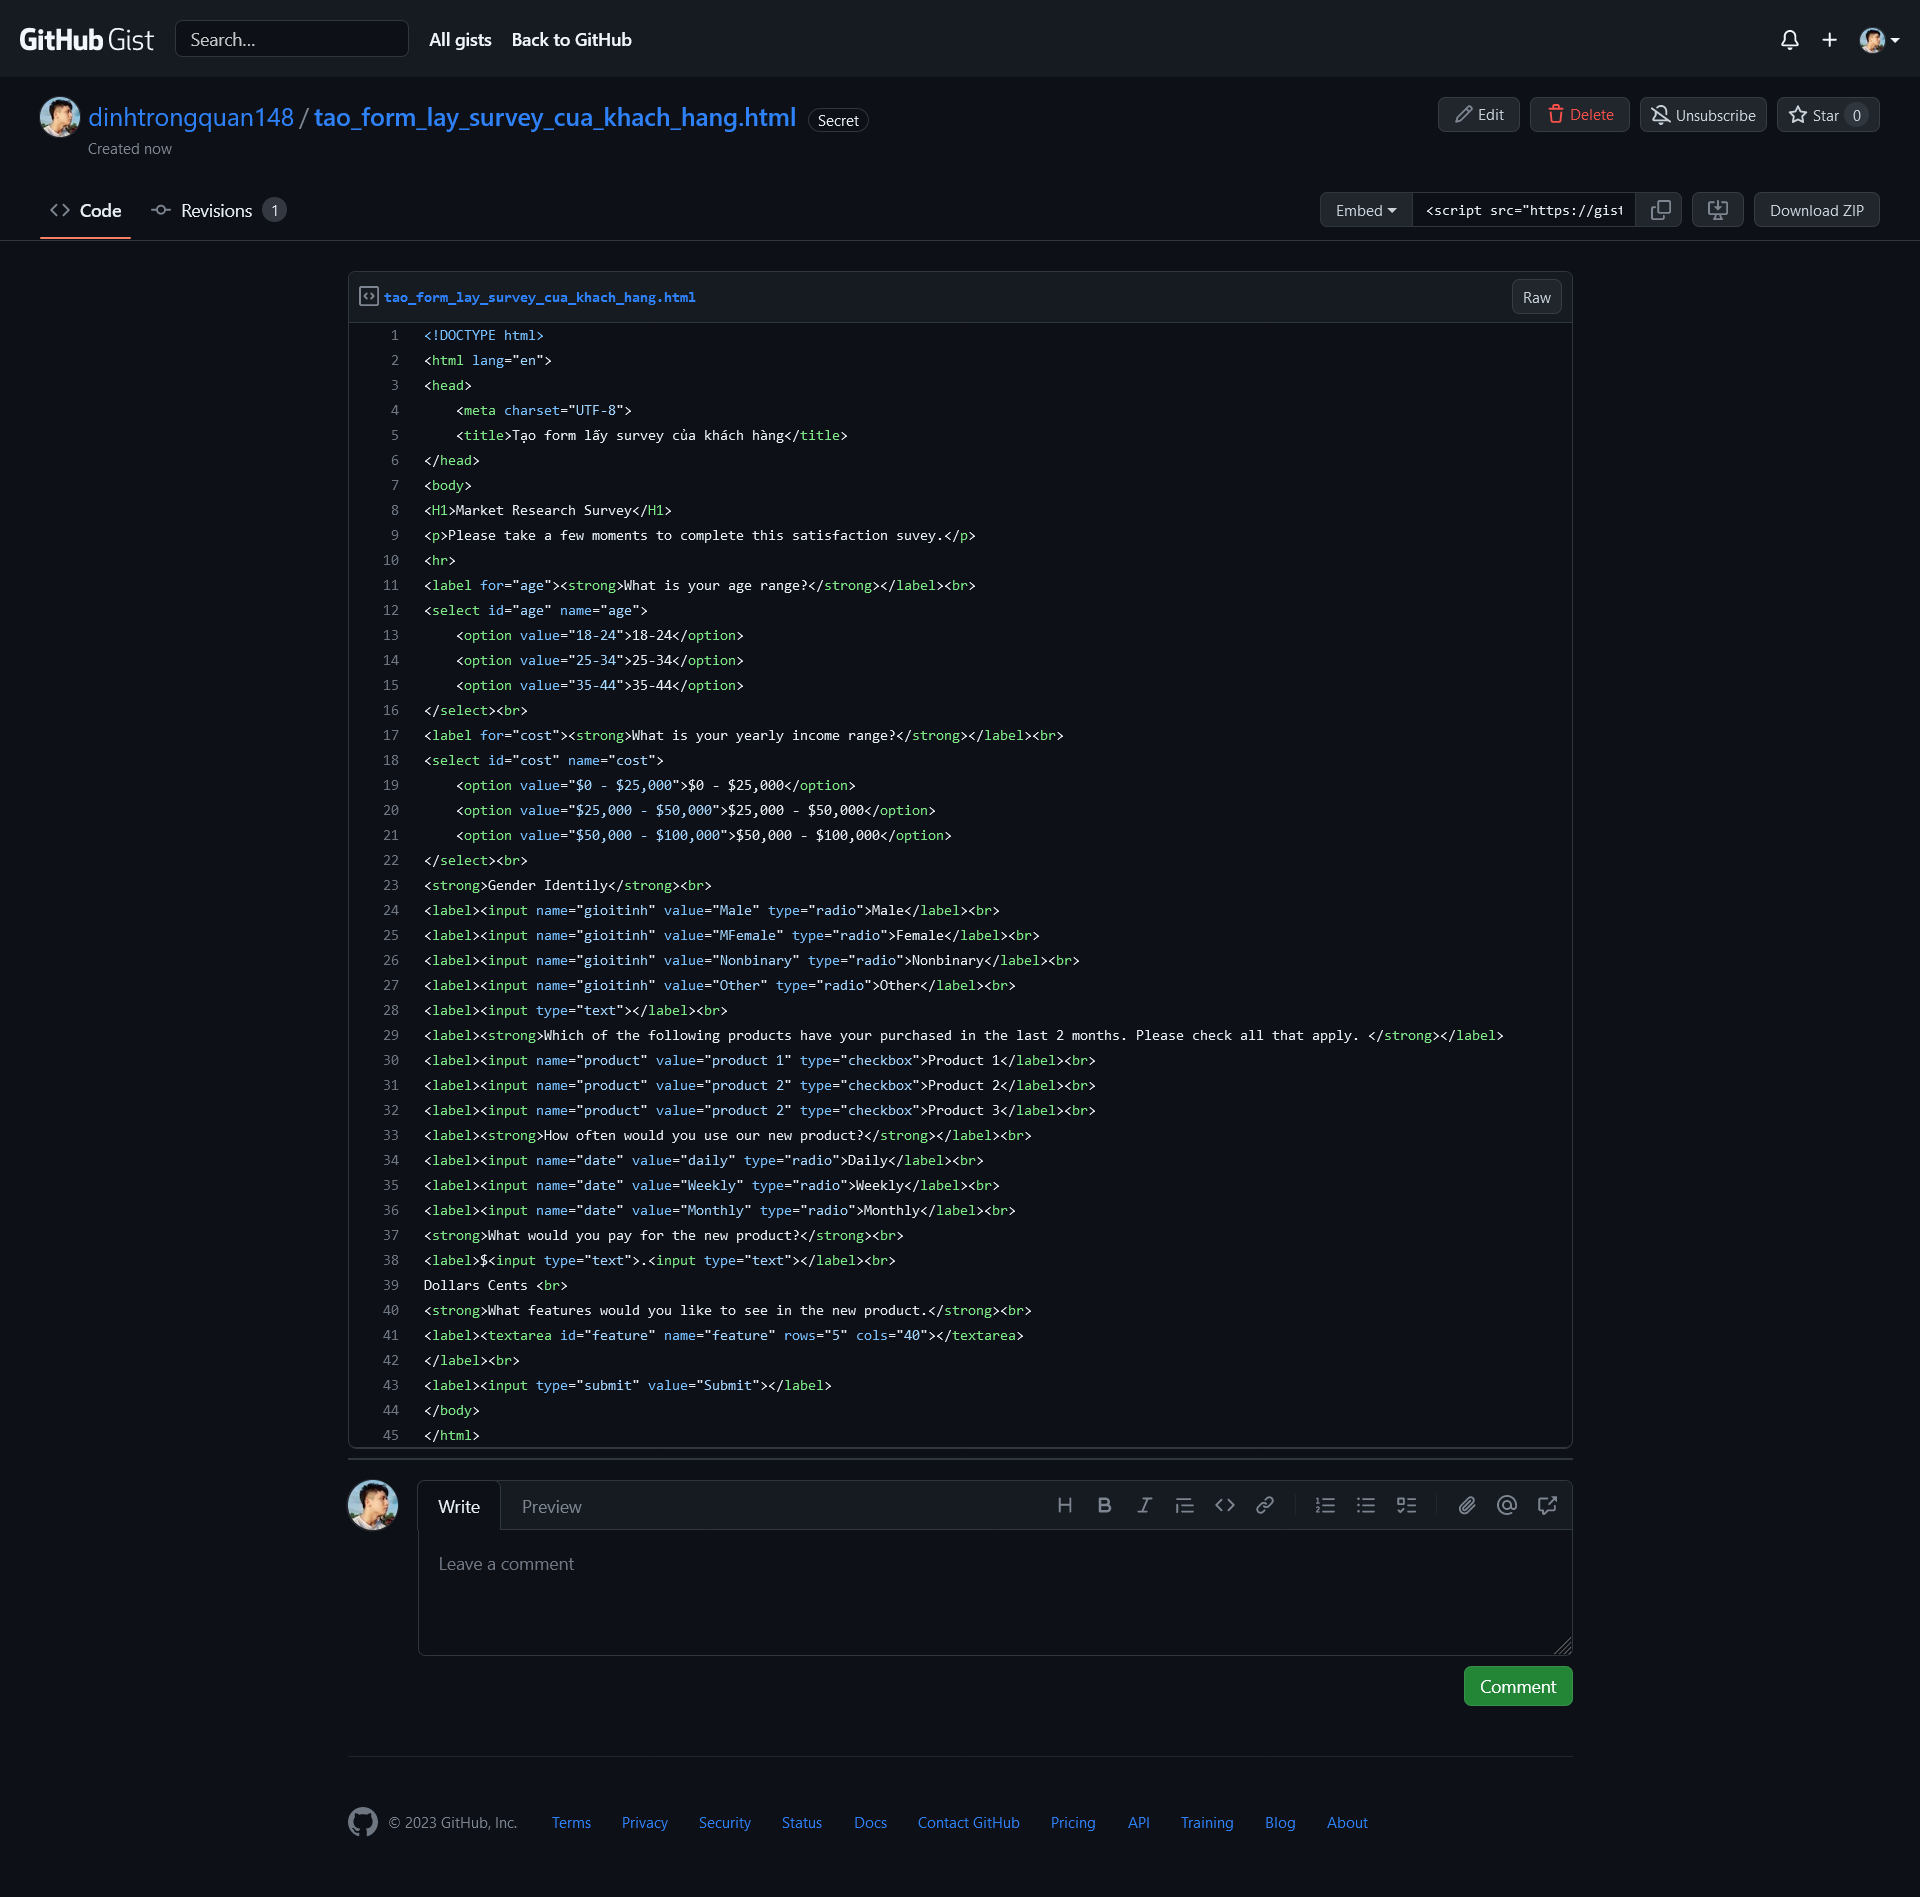 GitHub Gist Search... All gists Back to GitHub
dinhtrongquan148 / tao_form_lay_survey_cua_khach_hang.html Secret Edit Delete Unsubscribe Star 0
Created now
Code Revisions 1 Embed <script src="https://gist Download ZIP
tao_form_lay_survey_cua_khach_hang.html Raw
1 <!DOCTYPE html>
2 <html lang="en">
3 <head>
4     <meta charset="UTF-8">
5     <title>Tạo form lấy survey của khách hàng</title>
6 </head>
7 <body>
8 <H1>Market Research Survey</H1>
9 <p>Please take a few moments to complete this satisfaction suvey.</p>
10 <hr>
11 <label for="age"><strong>What is your age range?</strong></label><br>
12 <select id="age" name="age">
13     <option value="18-24">18-24</option>
14     <option value="25-34">25-34</option>
15     <option value="35-44">35-44</option>
16 </select><br>
17 <label for="cost"><strong>What is your yearly income range?</strong></label><br>
18 <select id="cost" name="cost">
19     <option value="$0 - $25,000">$0 - $25,000</option>
20     <option value="$25,000 - $50,000">$25,000 - $50,000</option>
21     <option value="$50,000 - $100,000">$50,000 - $100,000</option>
22 </select><br>
23 <strong>Gender Identily</strong><br>
24 <label><input name="gioitinh" value="Male" type="radio">Male</label><br>
25 <label><input name="gioitinh" value="MFemale" type="radio">Female</label><br>
26 <label><input name="gioitinh" value="Nonbinary" type="radio">Nonbinary</label><br>
27 <label><input name="gioitinh" value="Other" type="radio">Other</label><br>
28 <label><input type="text"></label><br>
29 <label><strong>Which of the following products have your purchased in the last 2 months. Please check all that apply. </strong></label>
30 <label><input name="product" value="product 1" type="checkbox">Product 1</label><br>
31 <label><input name="product" value="product 2" type="checkbox">Product 2</label><br>
32 <label><input name="product" value="product 2" type="checkbox">Product 3</label><br>
33 <label><strong>How often would you use our new product?</strong></label><br>
34 <label><input name="date" value="daily" type="radio">Daily</label><br>
35 <label><input name="date" value="Weekly" type="radio">Weekly</label><br>
36 <label><input name="date" value="Monthly" type="radio">Monthly</label><br>
37 <strong>What would you pay for the new product?</strong><br>
38 <label>$<input type="text">.<input type="text"></label><br>
39 Dollars Cents <br>
40 <strong>What features would you like to see in the new product.</strong><br>
41 <label><textarea id="feature" name="feature" rows="5" cols="40"></textarea>
42 </label><br>
43 <label><input type="submit" value="Submit"></label>
44 </body>
45 </html>
Write Preview
Leave a comment
Comment
© 2023 GitHub, Inc. Terms Privacy Security Status Docs Contact GitHub Pricing API Training Blog About